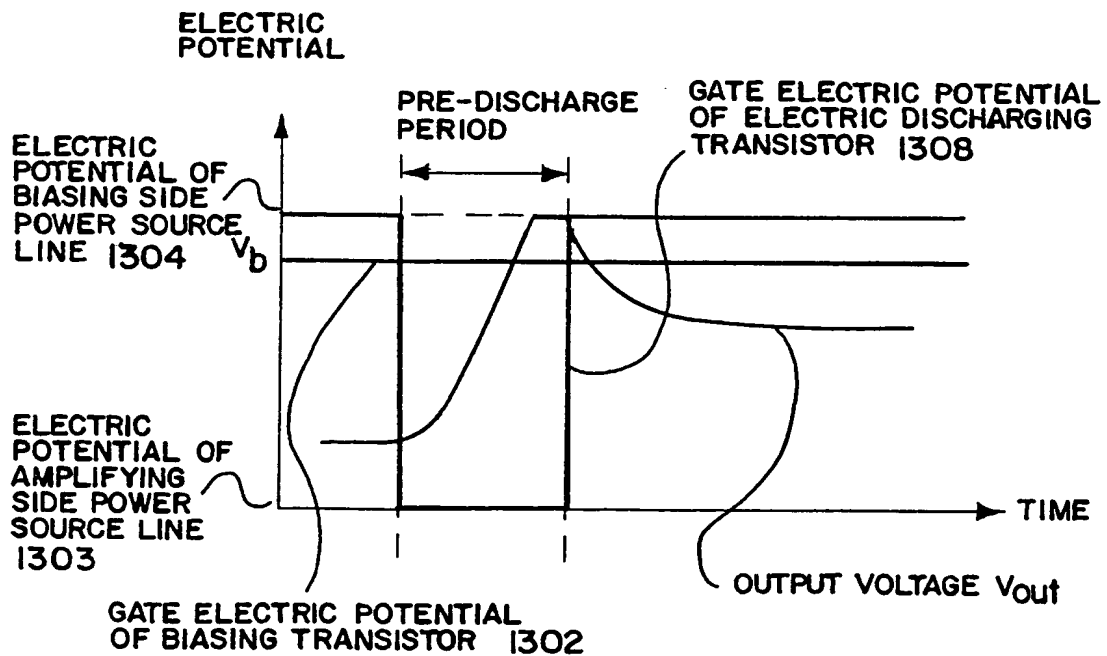 ELECTRIC
POTENTIAL
PRE-DISCHARGE
PERIOD
GATE ELECTRIC POTENTIAL
OF ELECTRIC DISCHARGING
TRANSISTOR 1308
ELECTRIC
POTENTIAL OF
BIASING SIDE
POWER SOURCE
LINE 1304
Vb
ELECTRIC
POTENTIAL OF
AMPLIFYING
SIDE POWER
SOURCE LINE
1303
TIME
OUTPUT VOLTAGE Vout
GATE ELECTRIC POTENTIAL
OF BIASING TRANSISTOR 1302